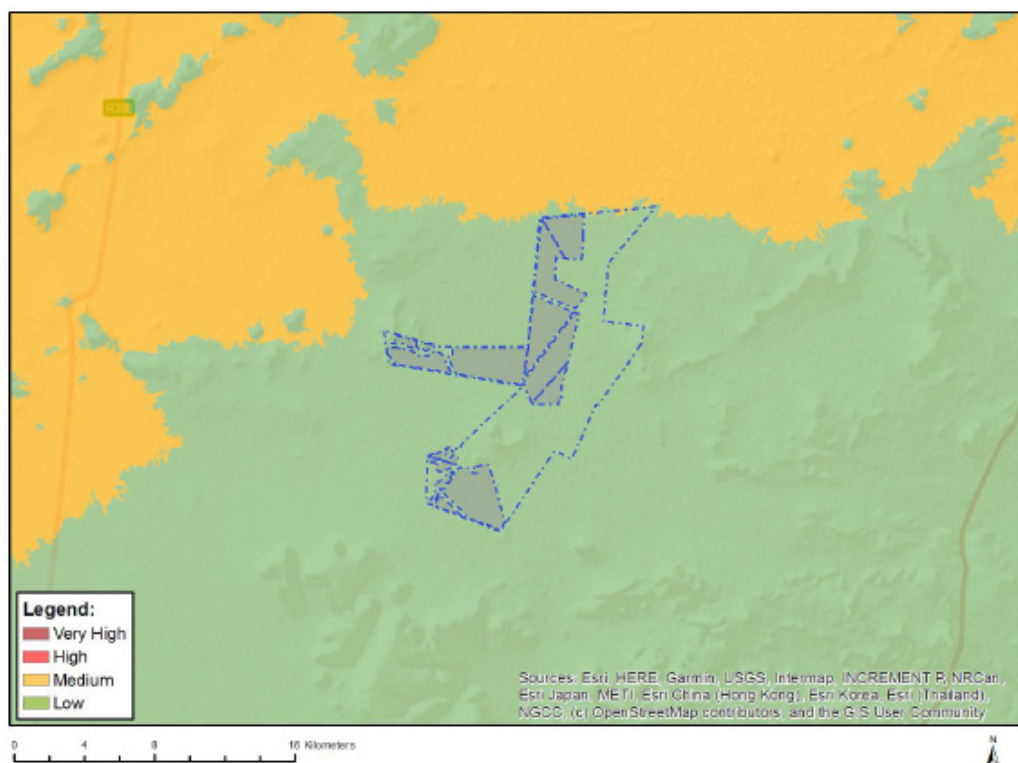 Legend:
Very High
High
Medium
Low
Sources: Esri, HERE, Garmin, USGS, Intermap, INCREMENT P, NRCan,
Esri Japan, METI, Esri China (Hong Kong), Esri Korea, Esri (Thailand),
NGCC, (c) OpenStreetMap contributors, and the GIS User Community
0 4 8 16 Kilometers
N